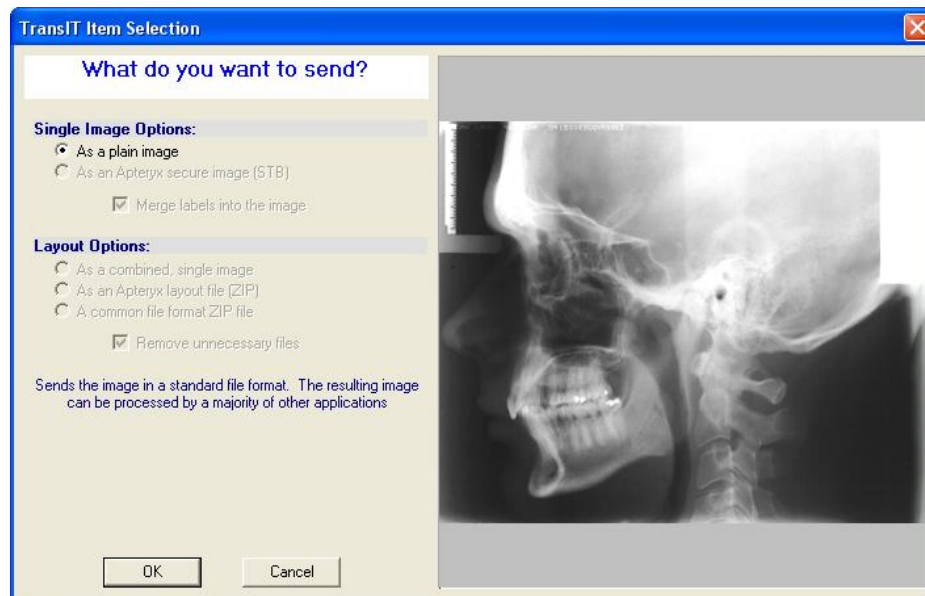 TransIT Item Selection
What do you want to send?
Single Image Options:
As a plain image
As an Apteryx secure image (STB)
Merge labels into the image
Layout Options:
As a combined, single image
As an Apteryx layout file (ZIP)
A common file format ZIP file
Remove unnecessary files
Sends the image in a standard file format. The resulting image
can be processed by a majority of other applications
OK
Cancel